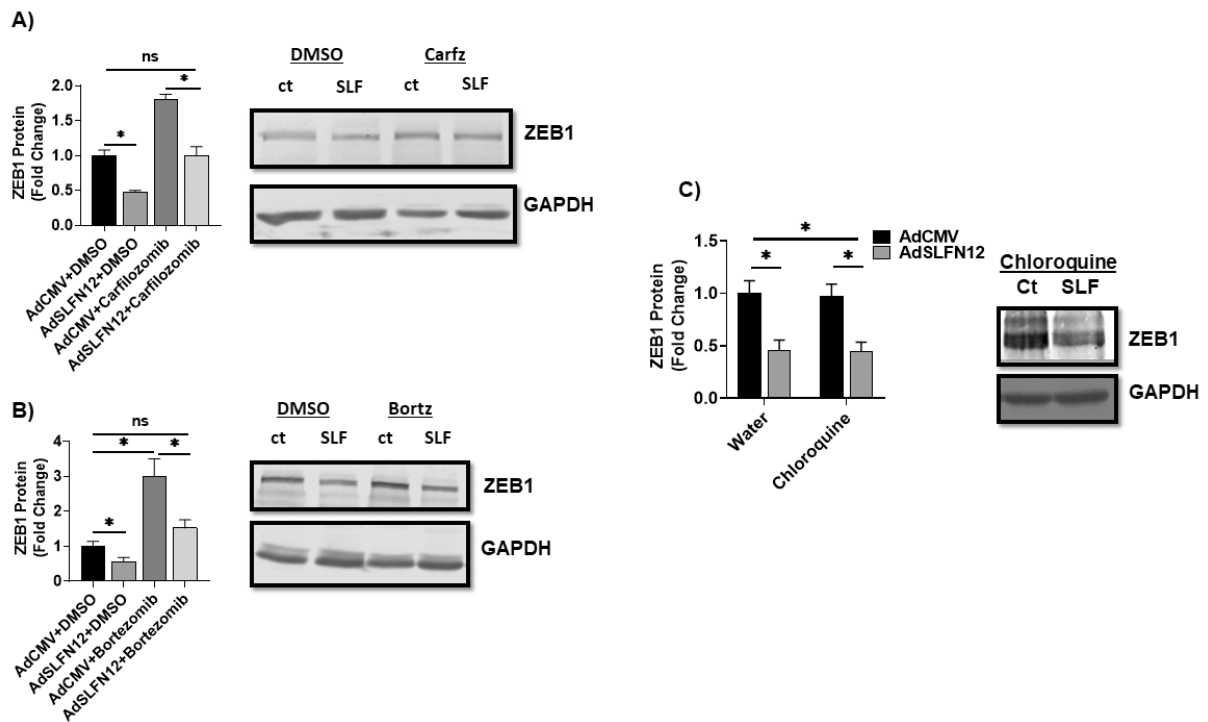 A)
ns
*
*
2.0
1.5
1.0
0.5
0.0
ZEB1 Protein
(Fold Change)
AdCMV+DMSO
AdSLFN12+DMSO
AdCMV+Carfilozomib
AdSLFN12+Carfilozomib
DMSO Carfz
ct SLF ct SLF
ZEB1
GAPDH
B)
ns
* *
*
4
3
2
1
0
ZEB1 Protein
(Fold Change)
AdCMV+DMSO
AdSLFN12+DMSO
AdCMV+Bortezomib
AdSLFN12+Bortezomib
DMSO Bortz
ct SLF ct SLF
ZEB1
GAPDH
C)
*
* *
1.5
1.0
0.5
0.0
ZEB1 Protein
(Fold Change)
Water
Chloroquine
AdCMV
AdSLFN12
Chloroquine
Ct SLF
ZEB1
GAPDH